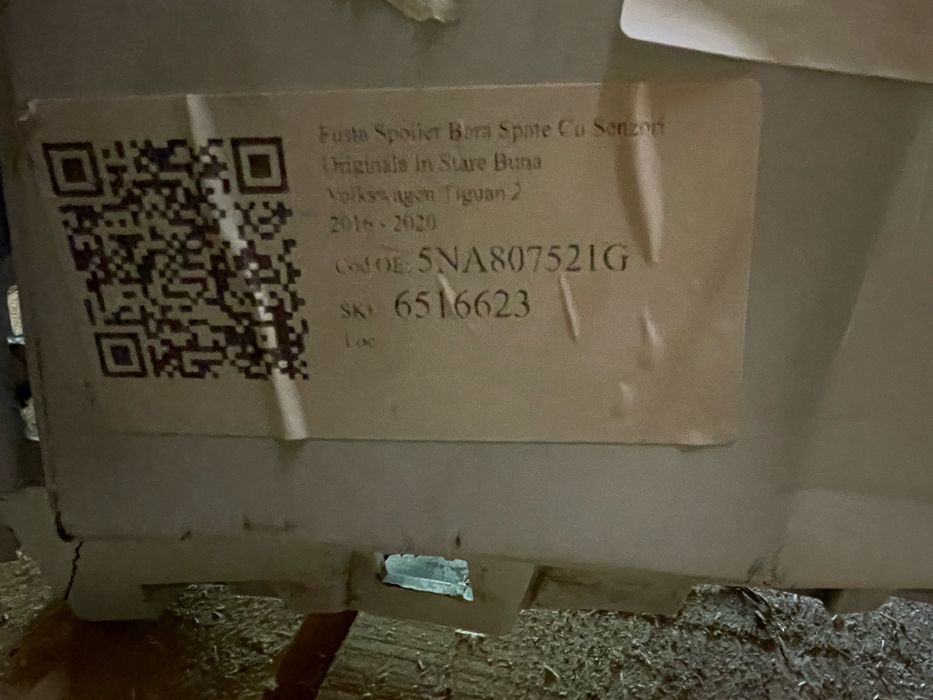 Fusta Spoiler Bara Spate Cu Senzori
Originala In Stare Buna
Volkswagen Tiguan 2
2016 - 2020
Cod OE: 5NA807521G
SKU 6516623
Loc